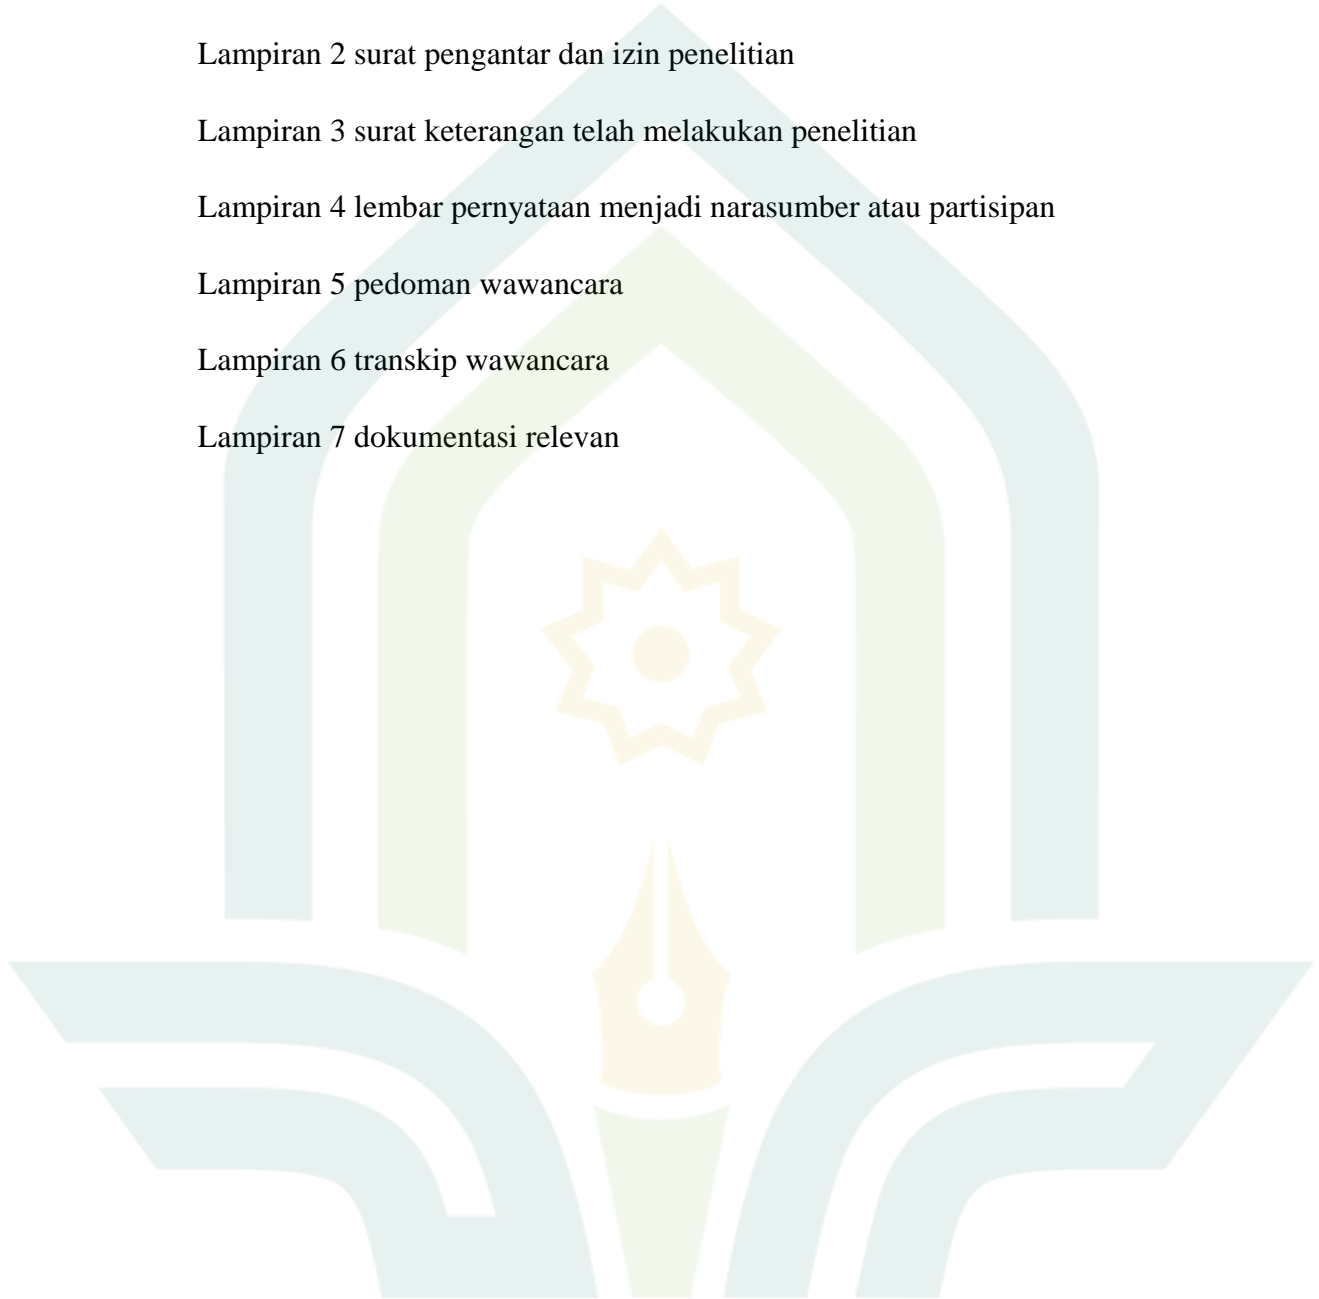 Lampiran 2 surat pengantar dan izin penelitian
Lampiran 3 surat keterangan telah melakukan penelitian
Lampiran 4 lembar pernyataan menjadi narasumber atau partisipan
Lampiran 5 pedoman wawancara
Lampiran 6 transkip wawancara
Lampiran 7 dokumentasi relevan